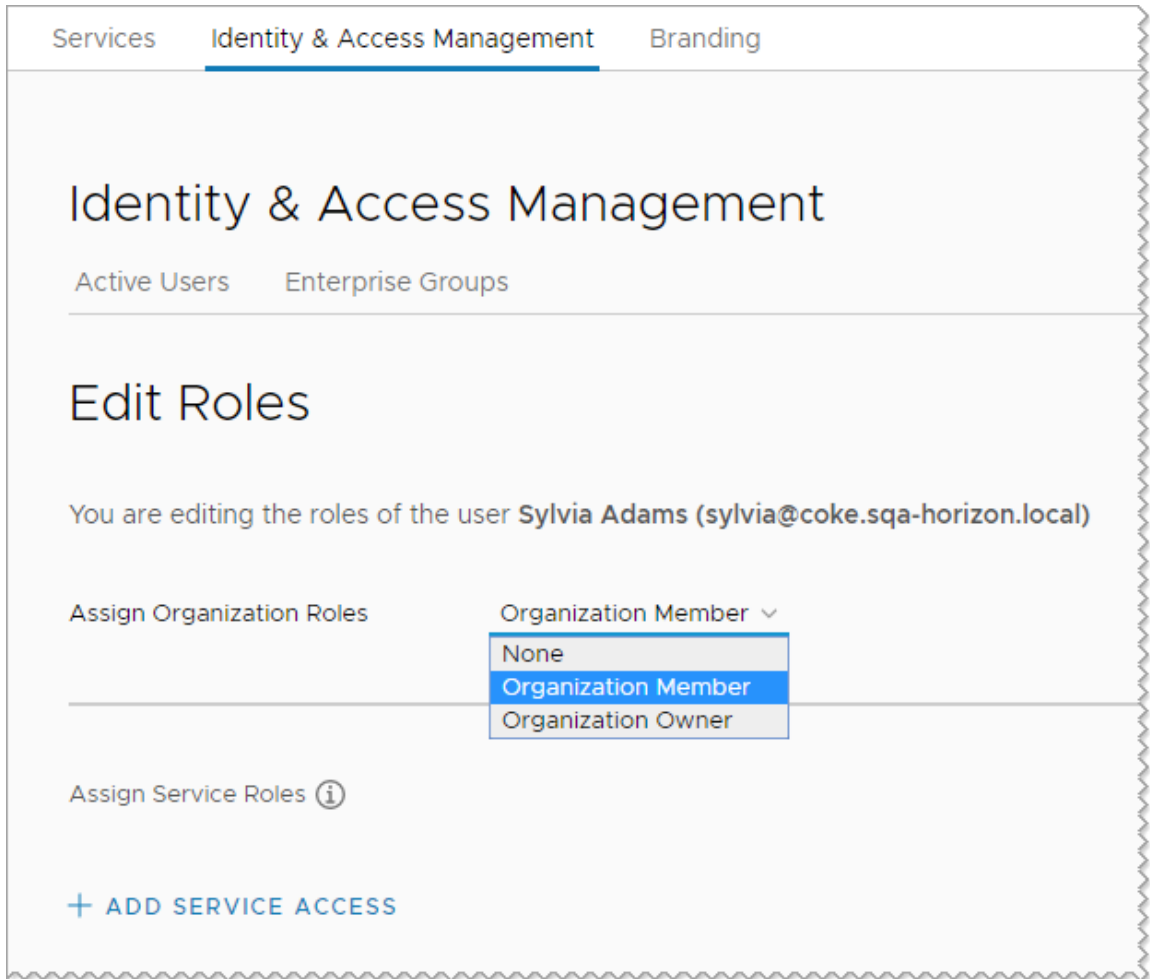 Services Identity & Access Management Branding
Identity & Access Management
Active Users Enterprise Groups
Edit Roles
You are editing the roles of the user Sylvia Adams (sylvia@coke.sqa-horizon.local)
Assign Organization Roles Organization Member
None
Organization Member
Organization Owner
Assign Service Roles
+ ADD SERVICE ACCESS